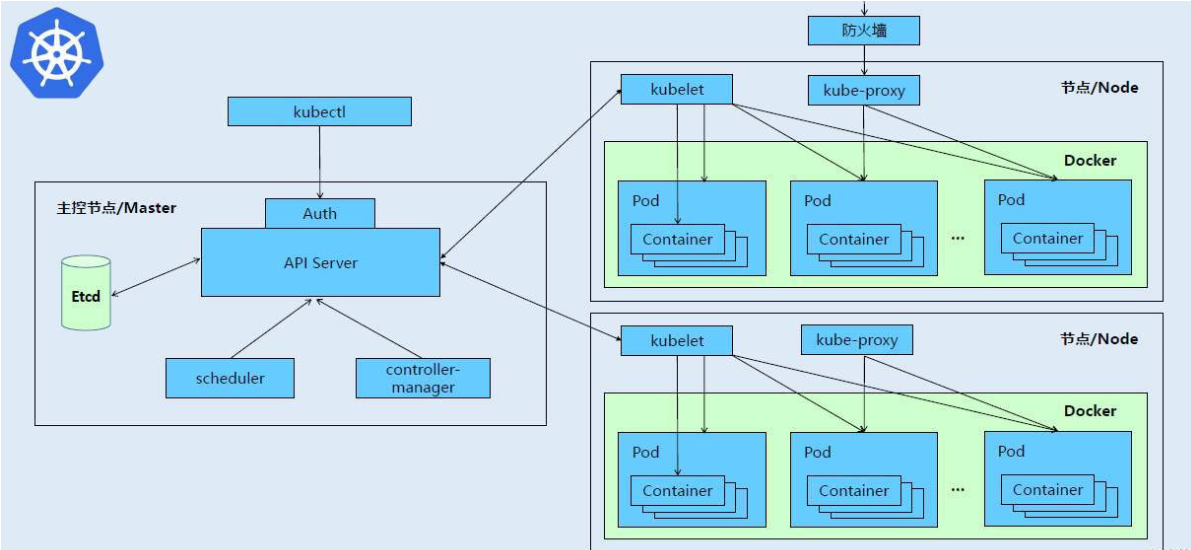 防火墙
kubelet
kube-proxy
节点/Node
kubectl
Docker
主控节点/Master
Auth
API Server
Etcd
scheduler
controller-
manager
Pod
Container
Pod
Container
...
Pod
Container
kubelet
kube-proxy
节点/Node
Docker
Pod
Container
Pod
Container
...
Pod
Container